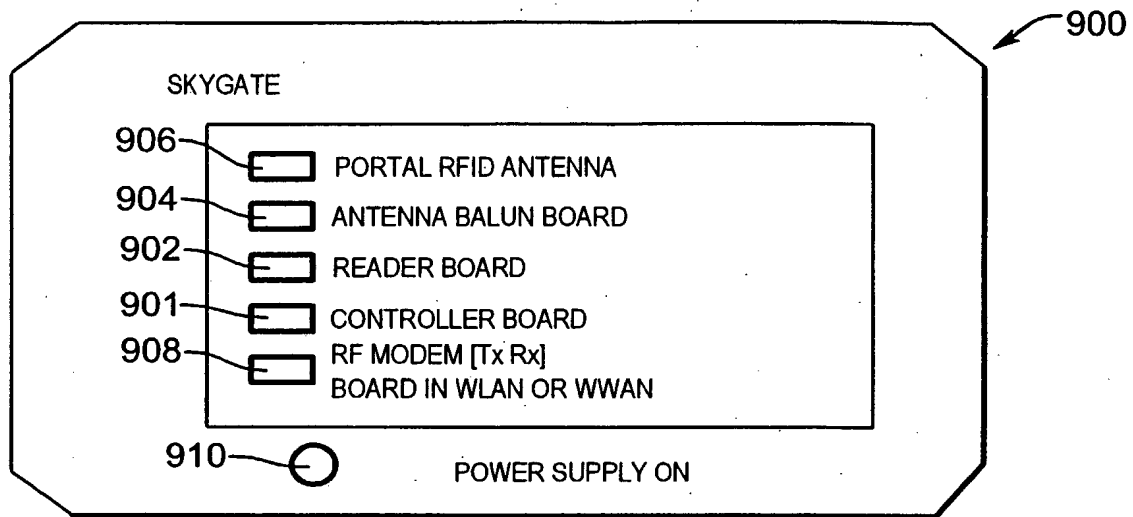 900
SKYGATE
906 PORTAL RFID ANTENNA
904 ANTENNA BALUN BOARD
902 READER BOARD
901 CONTROLLER BOARD
908 RF MODEM [Tx Rx]
BOARD IN WLAN OR WWAN
910 POWER SUPPLY ON